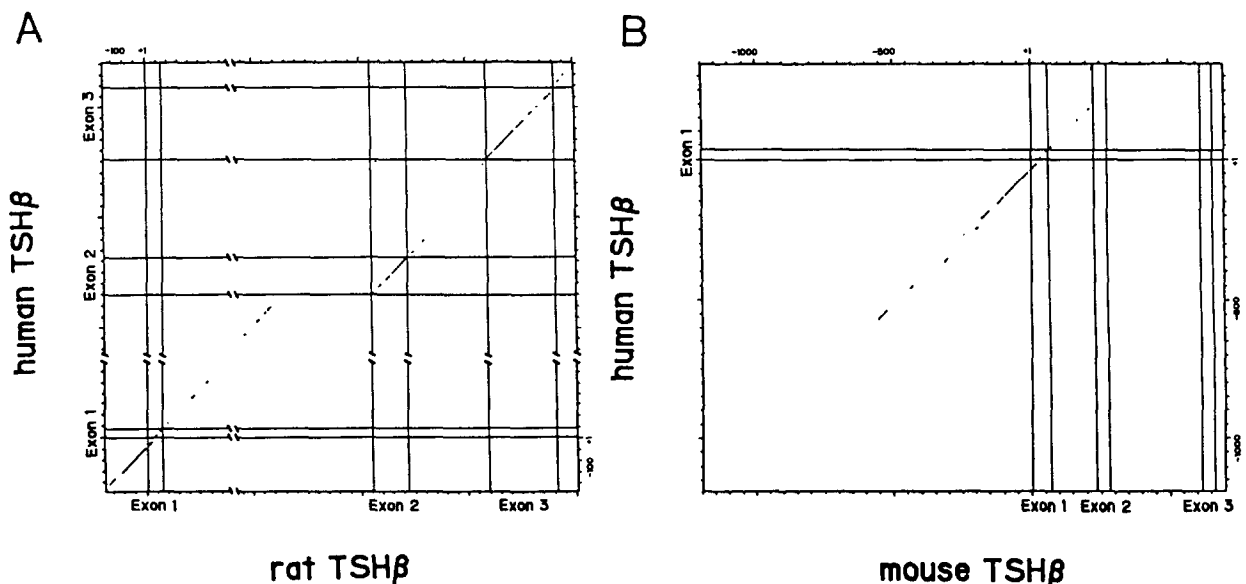 A
-100 +1
Exon 3
Exon 2
Exon 1
human TSHβ
+1
-100
Exon 1 Exon 2 Exon 3
rat TSHβ
B
-1000 -500 +1
Exon 1
human TSHβ
+1
-500
-1000
Exon 1 Exon 2 Exon 3
mouse TSHβ